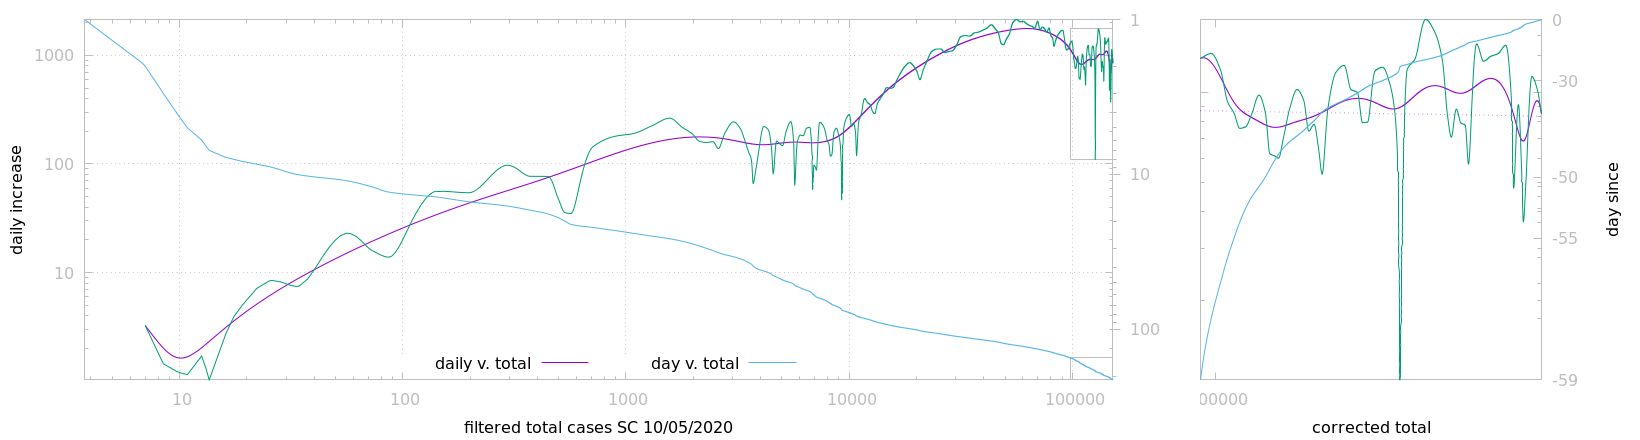 1000
100
10
daily increase
10
100
1000
10000
100000
filtered total cases SC 10/05/2020
daily v. total
day v. total
1
10
100
00000
corrected total
0
-30
-50
-55
-59
day since